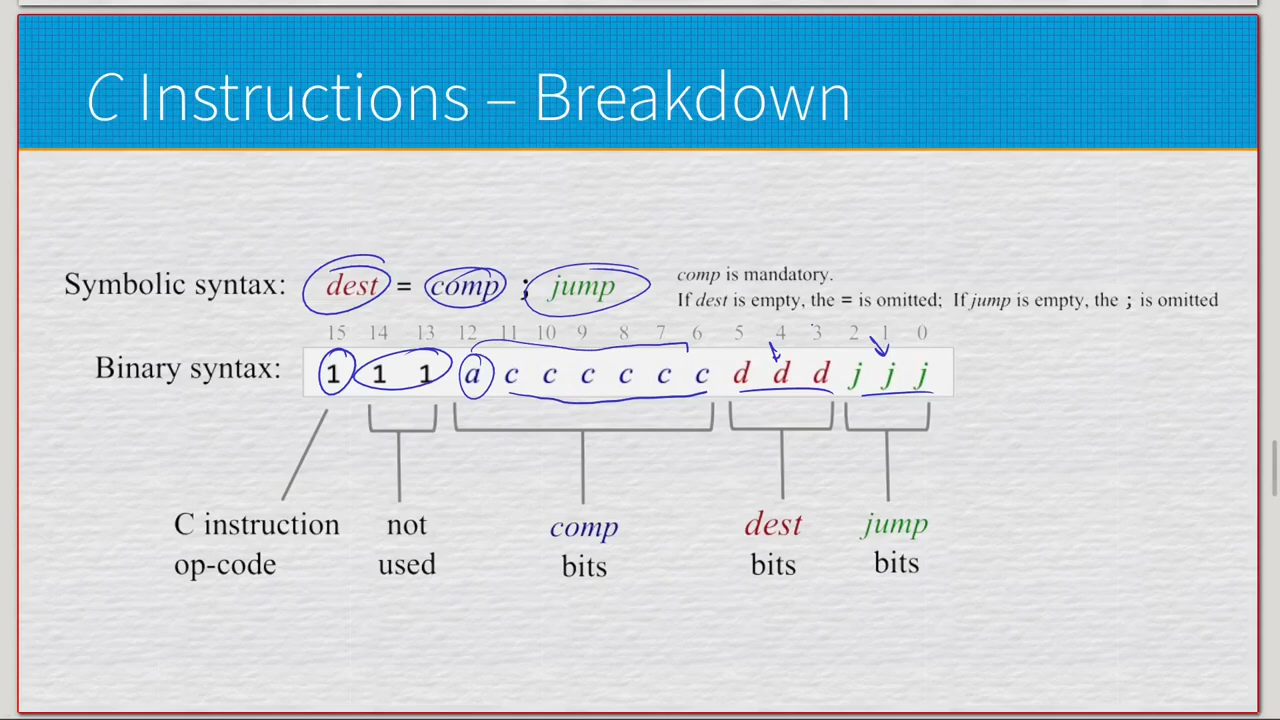 C Instructions – Breakdown
Symbolic syntax: dest = comp ; jump
comp is mandatory.
If dest is empty, the = is omitted; If jump is empty, the ; is omitted
15 14 13 12 11 10 9 8 7 6 5 4 3 2 1 0
Binary syntax: 1 1 1 a c c c c c c d d d j j j
C instruction op-code
not used
comp bits
dest bits
jump bits